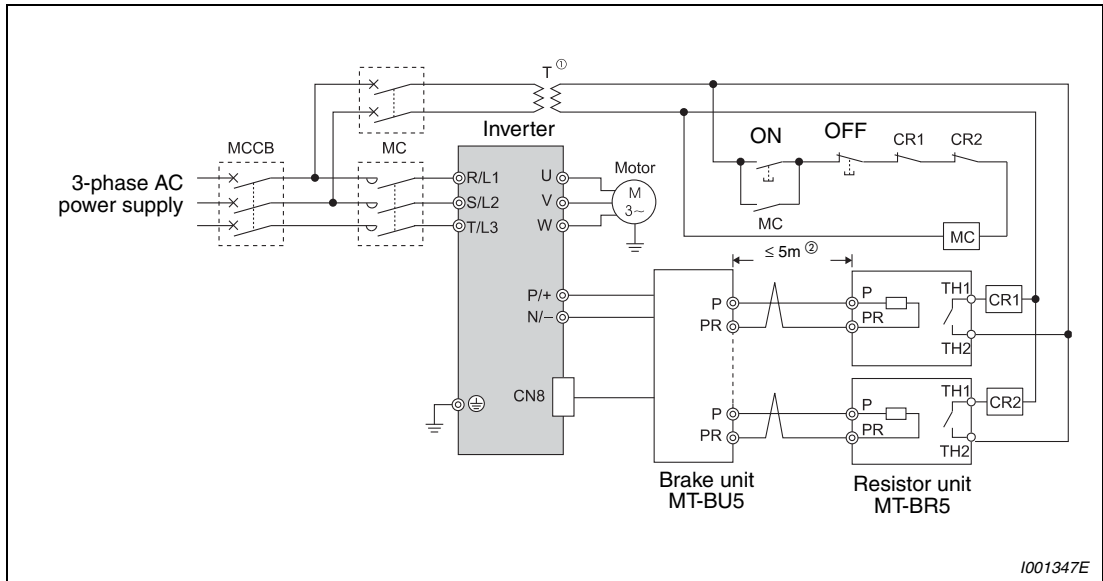 T ①
Inverter
MCCB
MC
3-phase AC
power supply
R/L1
S/L2
T/L3
U
V
W
Motor
M
3~
ON
OFF
CR1
CR2
MC
MC
≤ 5m ②
P/+
N/−
CN8
P
PR
P
PR
TH1
TH2
CR1
P
PR
P
PR
TH1
TH2
CR2
Brake unit
MT-BU5
Resistor unit
MT-BR5
I001347E